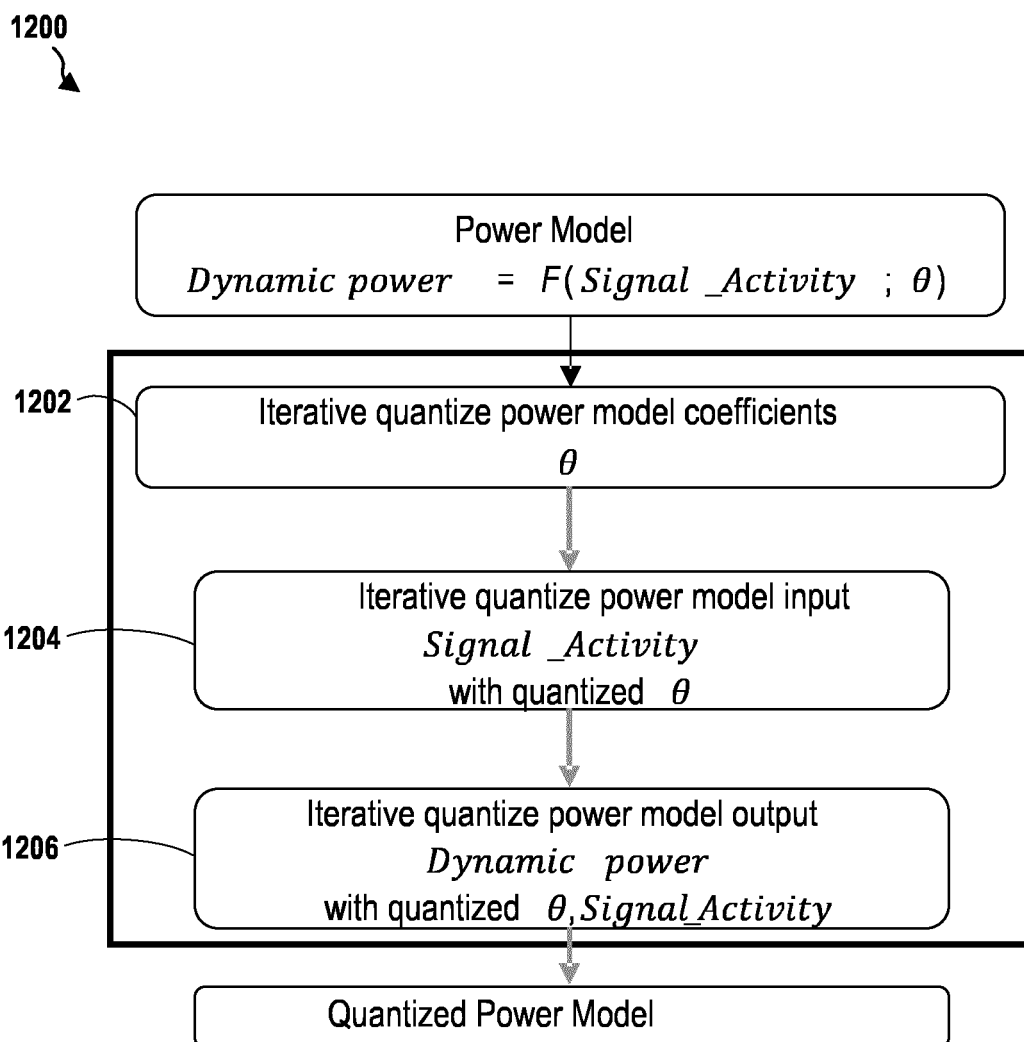 1200
Power Model
Dynamic power = F(Signal _Activity ; θ)
1202
Iterative quantize power model coefficients
θ
Iterative quantize power model input
1204
Signal _Activity
with quantized θ
Iterative quantize power model output
1206
Dynamic power
with quantized θ,Signal_Activity
Quantized Power Model